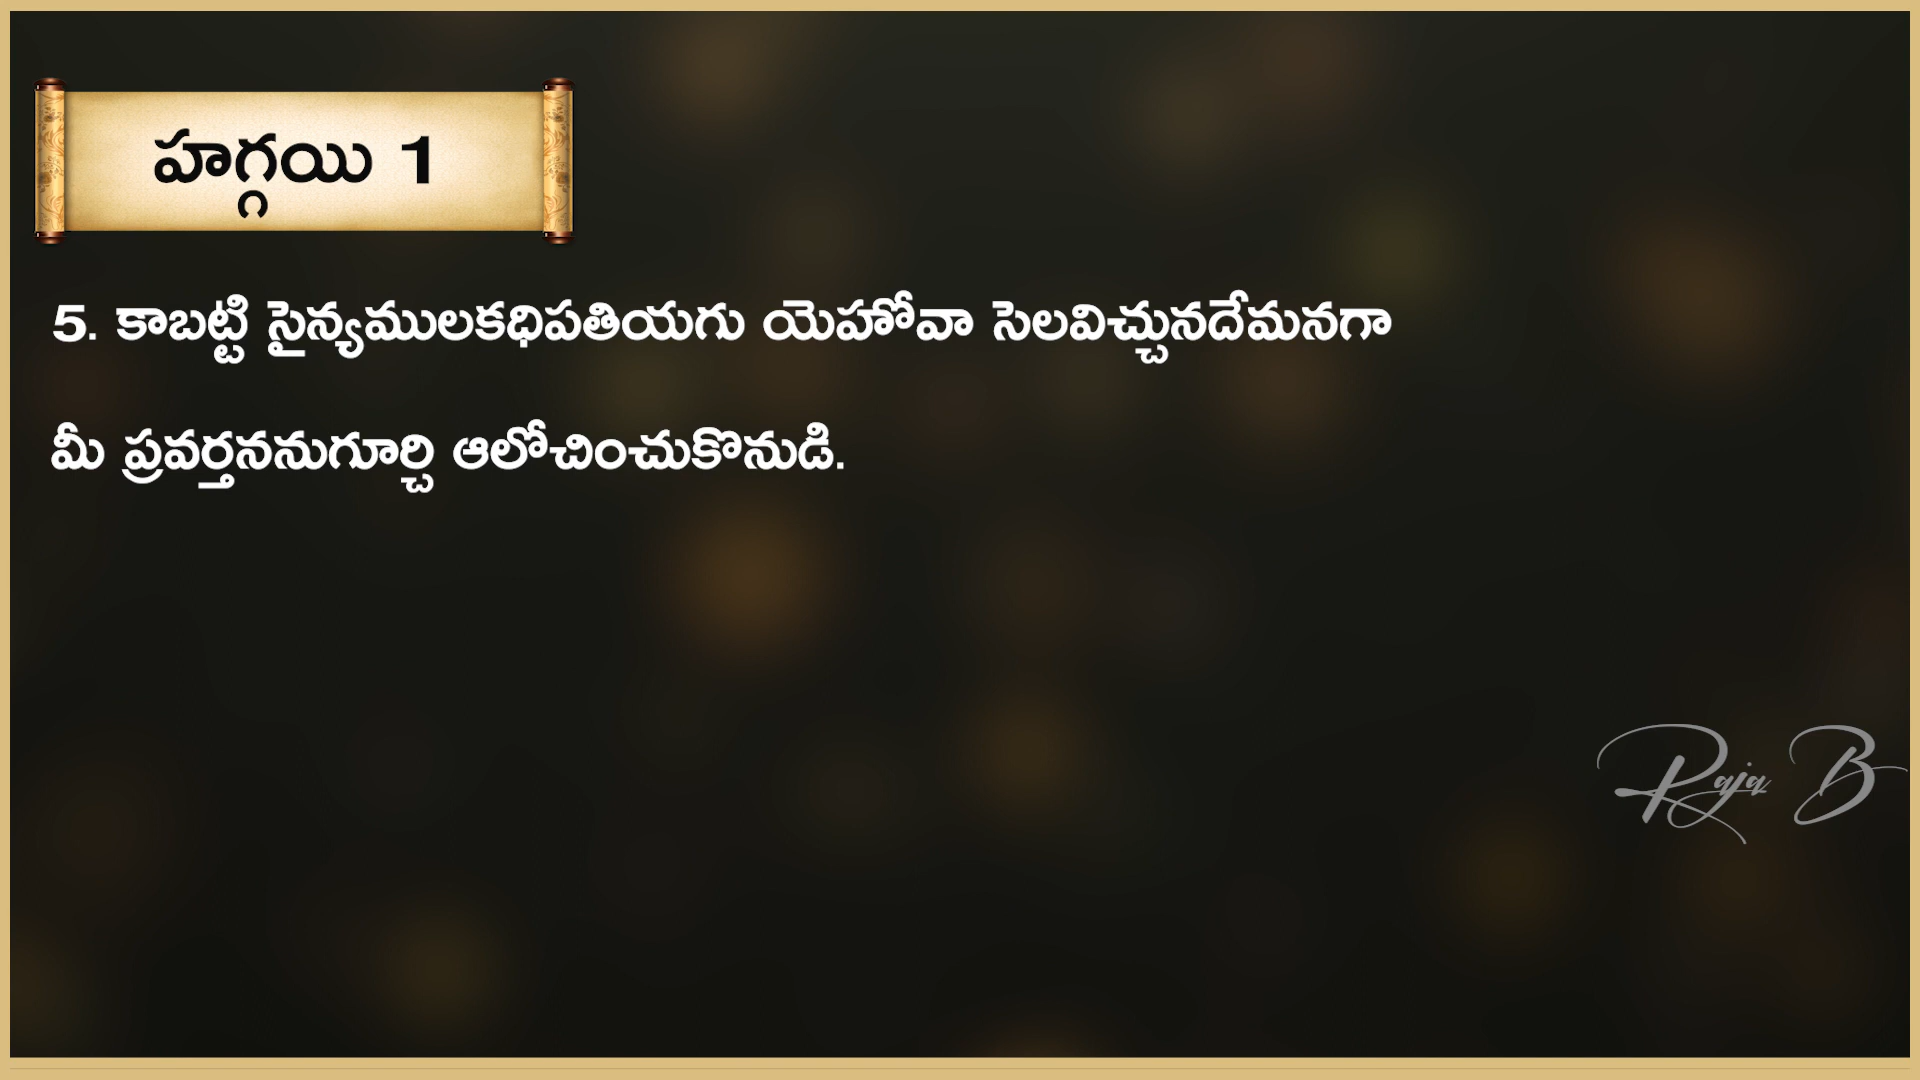 హగ్గయి 1
5. కాబట్టి సైన్యములకధిపతియగు యెహోవా సెలవిచ్చునదేమనగా
మీ ప్రవర్తననుగూర్చి ఆలోచించుకొనుడి.
Raja B